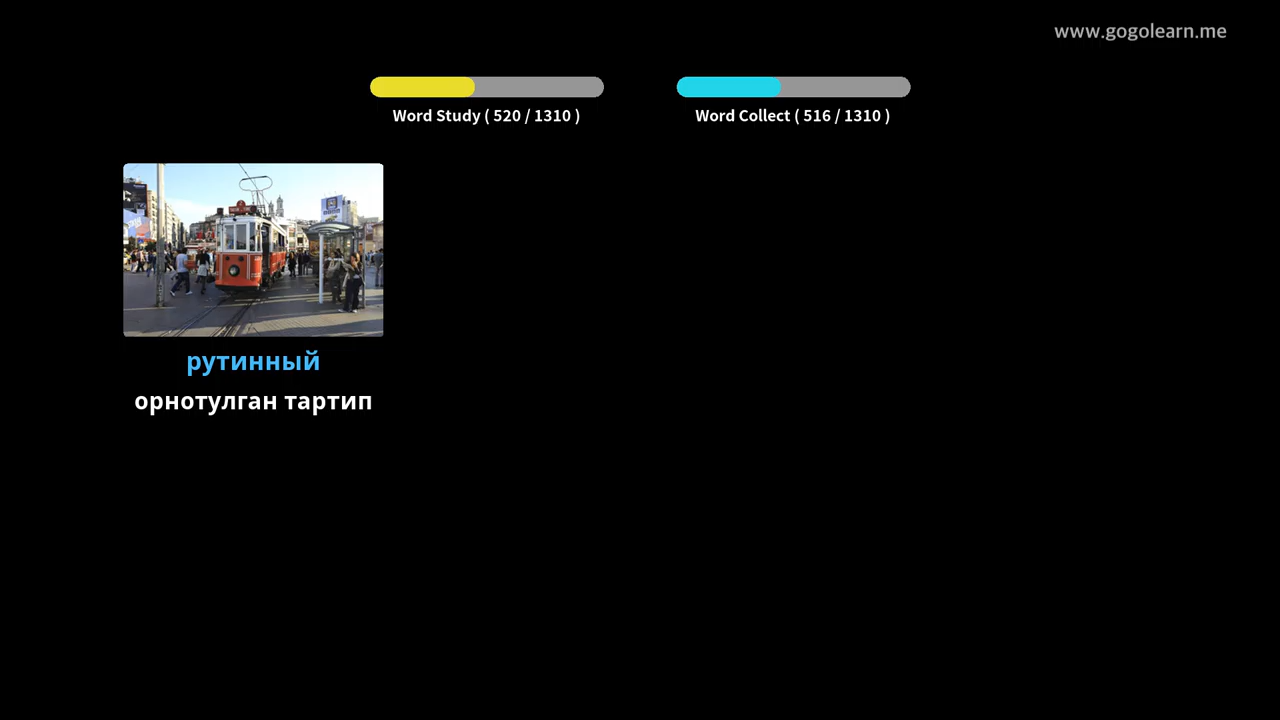 www.gogolearn.me
Word Study ( 520 / 1310 )
Word Collect ( 516 / 1310 )
рутинный
орнотулган тартип